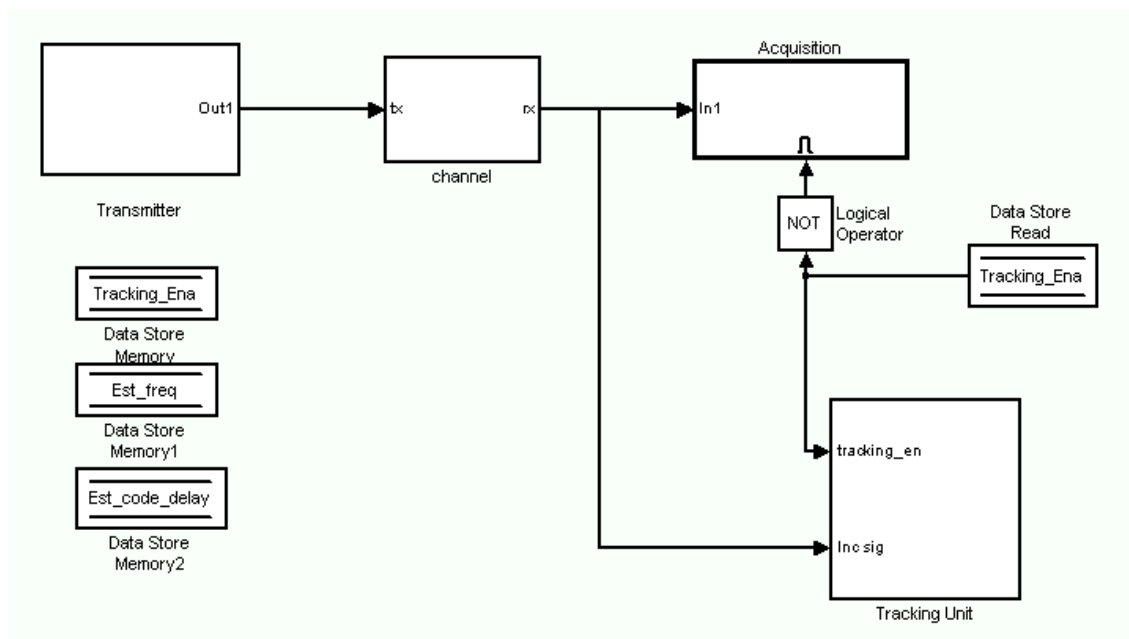 Acquisition
Out1
tx
rx
In1
channel
Transmitter
NOT
Logical
Operator
Data Store
Read
Tracking_Ena
Tracking_Ena
Data Store
Memory
Est_freq
Data Store
Memory1
Est_code_delay
Data Store
Memory2
tracking_en
Inc sig
Tracking Unit